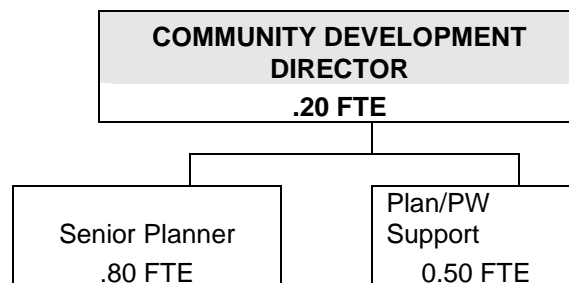 COMMUNITY DEVELOPMENT
DIRECTOR
.20 FTE
Senior Planner
.80 FTE
Plan/PW
Support
0.50 FTE